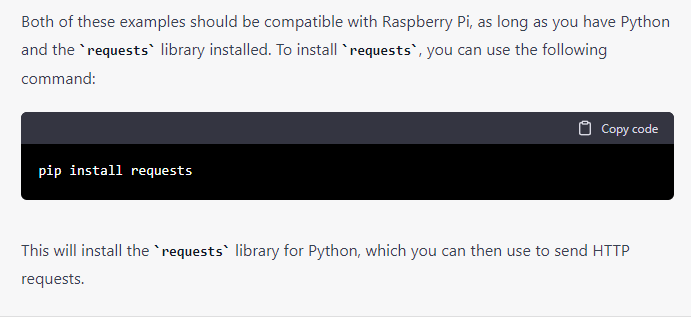 Both of these examples should be compatible with Raspberry Pi, as long as you have Python
and the `requests` library installed. To install `requests`, you can use the following
command:
Copy code
pip install requests
This will install the `requests` library for Python, which you can then use to send HTTP
requests.